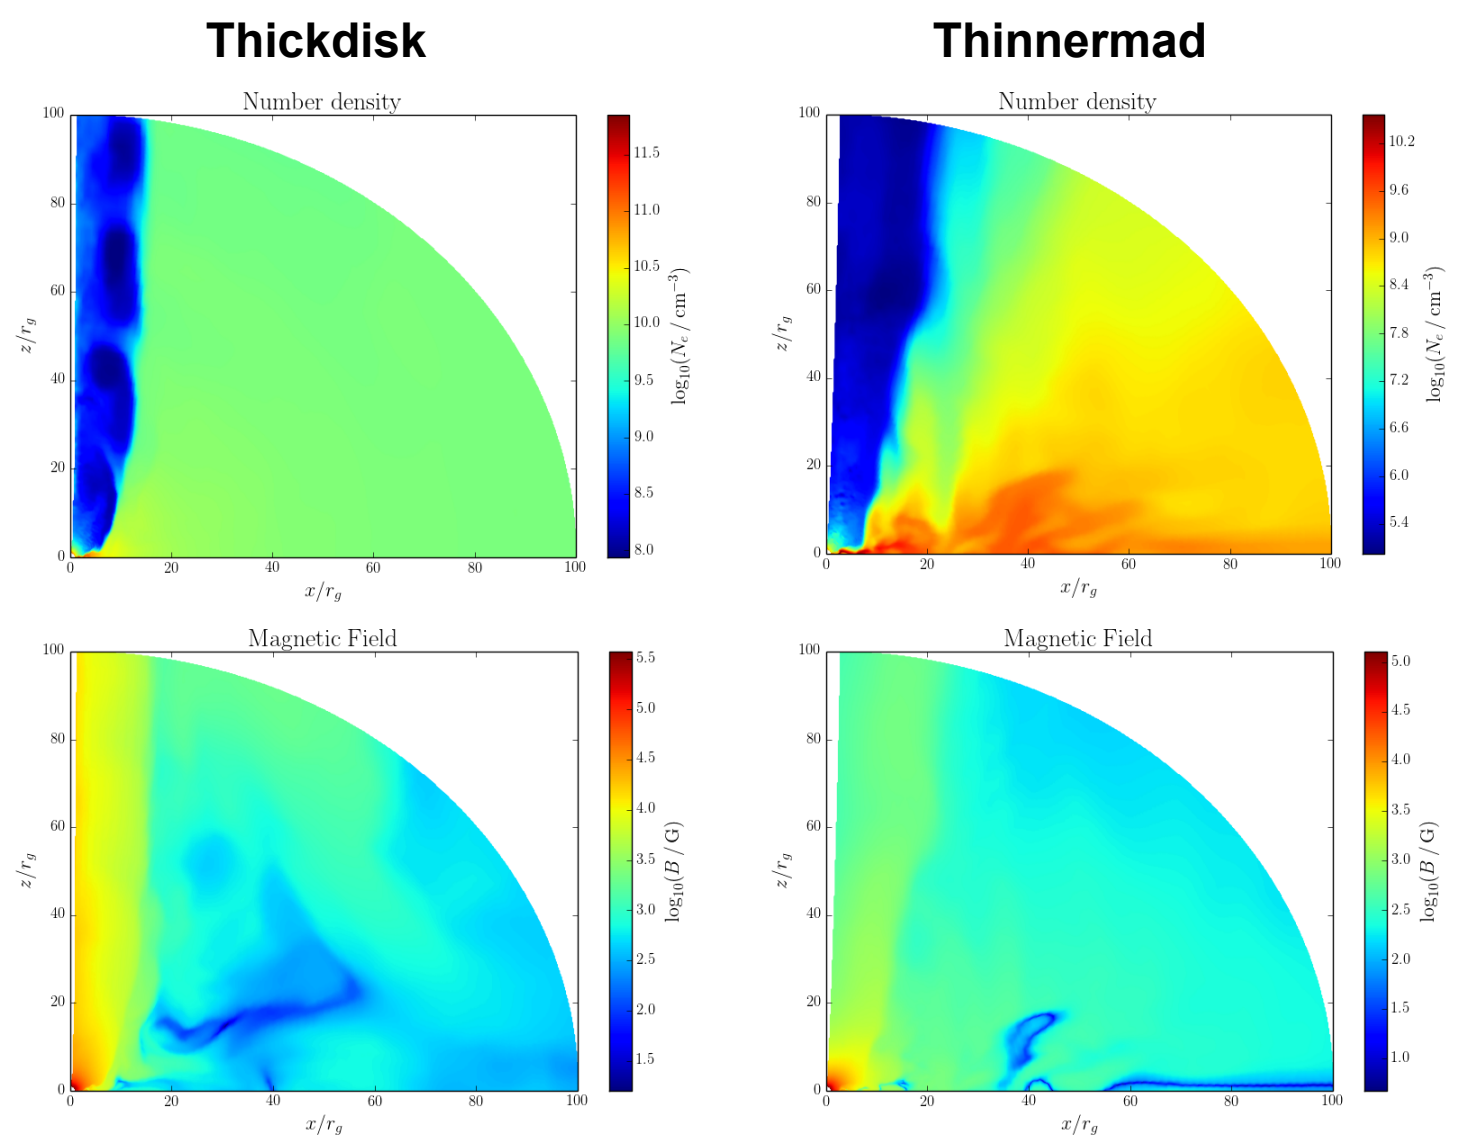 Thickdisk
Thinnermad
Number density
100
80
60
40
20
0
z/r_g
0 20 40 60 80 100
x/r_g
11.5
11.0
10.5
10.0
9.5
9.0
8.5
8.0
log₁₀(N_e / cm⁻³)
Number density
100
80
60
40
20
0
z/r_g
0 20 40 60 80 100
x/r_g
10.2
9.6
9.0
8.4
7.8
7.2
6.6
6.0
5.4
log₁₀(N_e / cm⁻³)
Magnetic Field
100
80
60
40
20
0
z/r_g
0 20 40 60 80 100
x/r_g
5.5
5.0
4.5
4.0
3.5
3.0
2.5
2.0
1.5
log₁₀(B / G)
Magnetic Field
100
80
60
40
20
0
z/r_g
0 20 40 60 80 100
x/r_g
5.0
4.5
4.0
3.5
3.0
2.5
2.0
1.5
1.0
log₁₀(B / G)